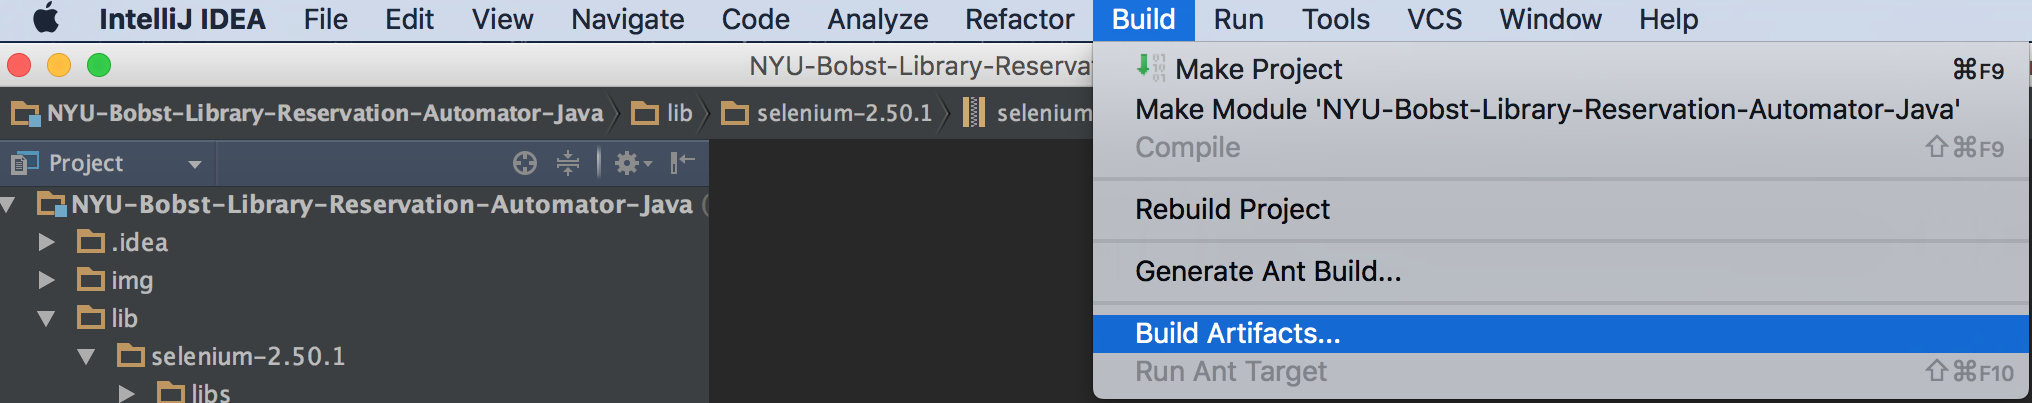 IntelliJ IDEA File Edit View Navigate Code Analyze Refactor Build Run Tools VCS Window Help
NYU-Bobst-Library-Reserva
NYU-Bobst-Library-Reservation-Automator-Java lib selenium-2.50.1 selenium
Project
NYU-Bobst-Library-Reservation-Automator-Java (
.idea
img
lib
selenium-2.50.1
libs
Make Project ⌘F9
Make Module 'NYU-Bobst-Library-Reservation-Automator-Java'
Compile ⇧⌘F9
Rebuild Project
Generate Ant Build...
Build Artifacts...
Run Ant Target ⇧⌘F10